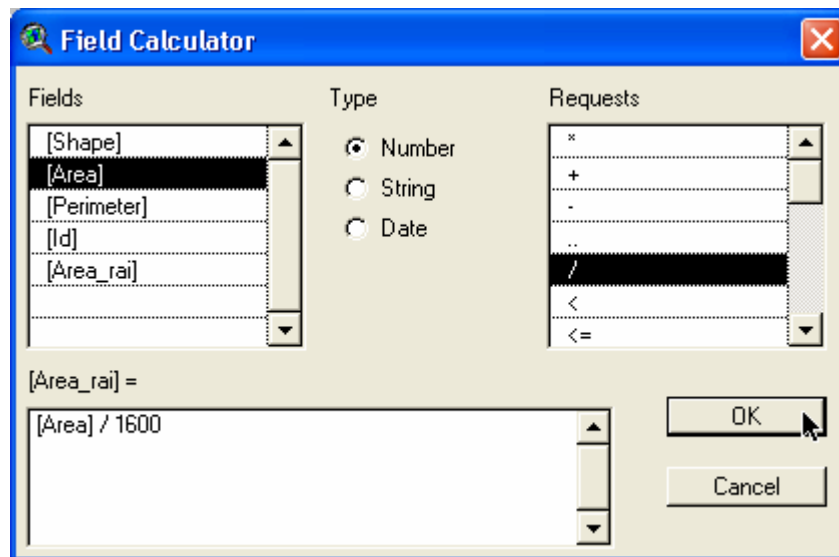 Field Calculator
Fields
Type
Requests
[Shape]
[Area]
[Perimeter]
[Id]
[Area_rai]
Number
String
Date
*
+
-
..
/
<
<=
[Area_rai] =
[Area] / 1600
OK
Cancel